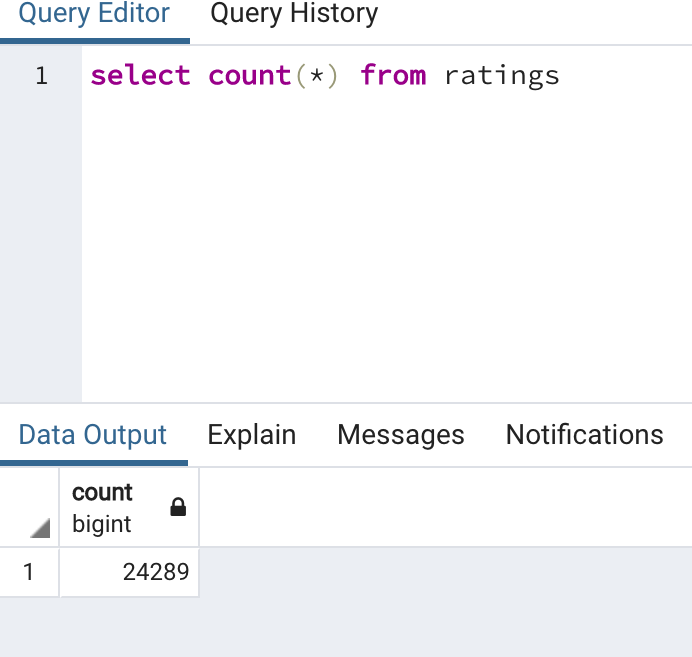 Query Editor Query History
1 select count(*) from ratings
Data Output Explain Messages Notifications
count
bigint
1 24289